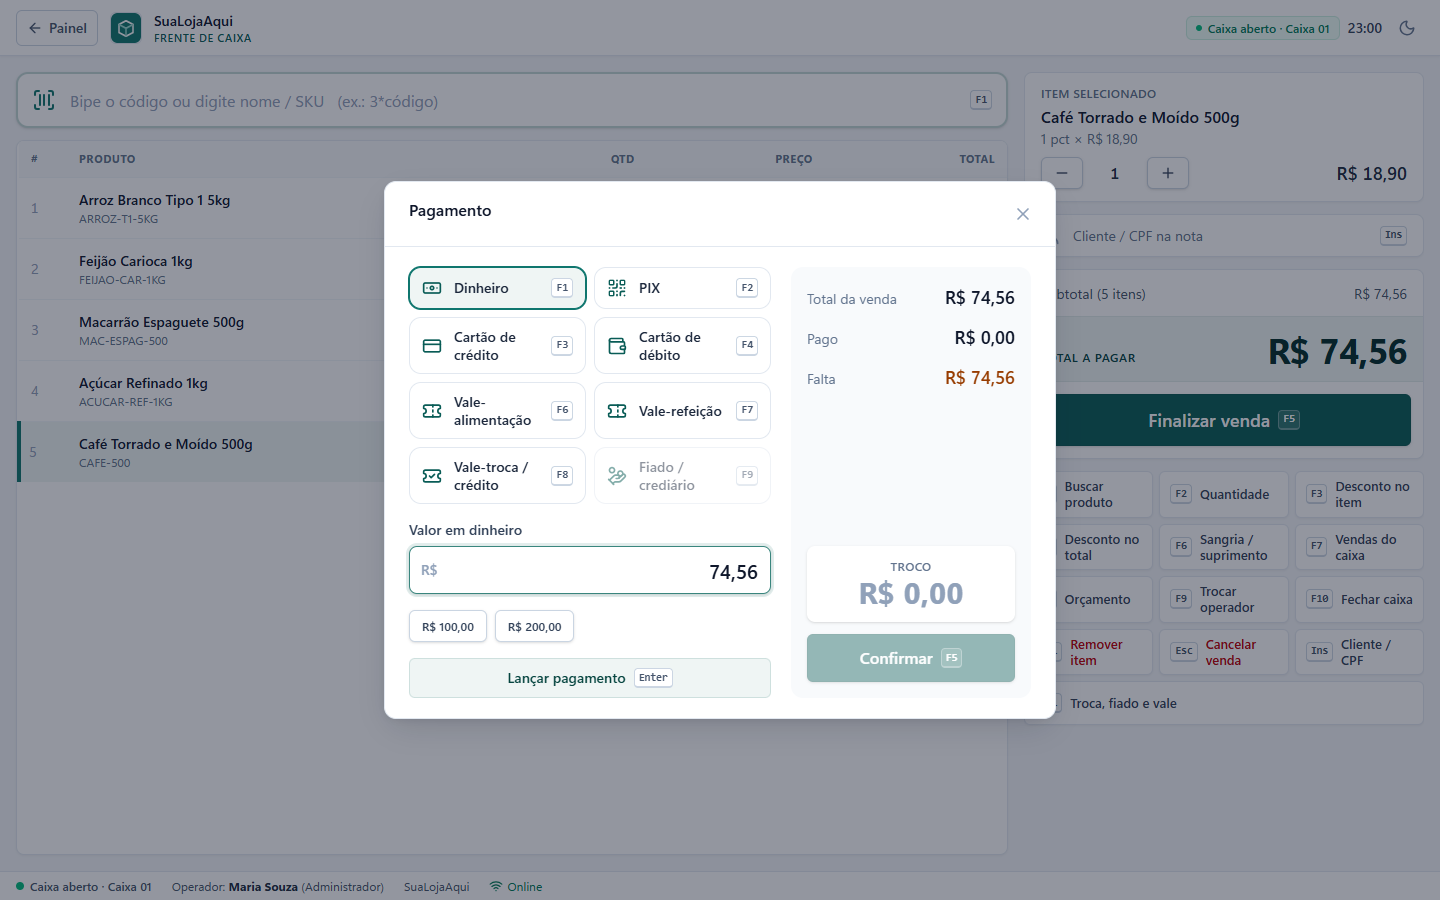 Painel
SuaLojaAqui
FRENTE DE CAIXA
Caixa aberto · Caixa 01
23:00
Bipe o código ou digite nome / SKU (ex.: 3*código)
F1
# PRODUTO QTD PREÇO TOTAL
1 Arroz Branco Tipo 1 5kg
ARROZ-T1-5KG
2 Feijão Carioca 1kg
FEIJAO-CAR-1KG
3 Macarrão Espaguete 500g
MAC-ESPAG-500
4 Açúcar Refinado 1kg
ACUCAR-REF-1KG
5 Café Torrado e Moído 500g
CAFE-500
Pagamento
Dinheiro F1
PIX F2
Cartão de
crédito F3
Cartão de
débito F4
Vale-
alimentação F6
Vale-refeição F7
Vale-troca /
crédito F8
Fiado /
crediário F9
Valor em dinheiro
R$ 74,56
R$ 100,00
R$ 200,00
Lançar pagamento Enter
Total da venda R$ 74,56
Pago R$ 0,00
Falta R$ 74,56
TROCO
R$ 0,00
Confirmar F5
ITEM SELECIONADO
Café Torrado e Moído 500g
1 pct × R$ 18,90
1
R$ 18,90
Cliente / CPF na nota Ins
btotal (5 itens) R$ 74,56
TAL A PAGAR R$ 74,56
Finalizar venda F5
Buscar
produto
F2 Quantidade
F3 Desconto no
item
Desconto no
total
F6 Sangria /
suprimento
F7 Vendas do
caixa
Orçamento
F9 Trocar
operador
F10 Fechar caixa
Remover
item
Esc Cancelar
venda
Ins Cliente /
CPF
Troca, fiado e vale
Caixa aberto · Caixa 01
Operador: Maria Souza (Administrador)
SuaLojaAqui
Online